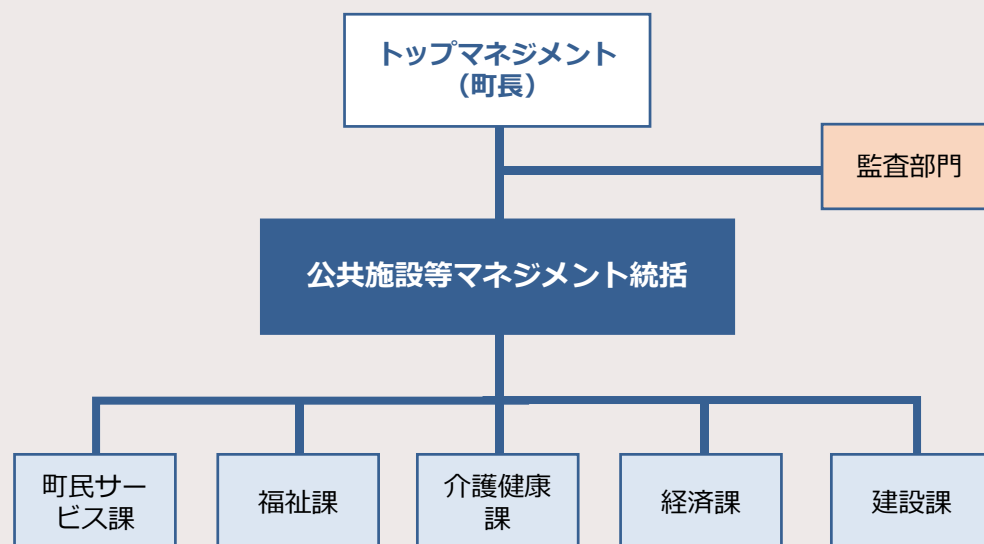 トップマネジメント
（町長）
監査部門
公共施設等マネジメント統括
町民サー
ビス課
福祉課
介護健康
課
経済課
建設課